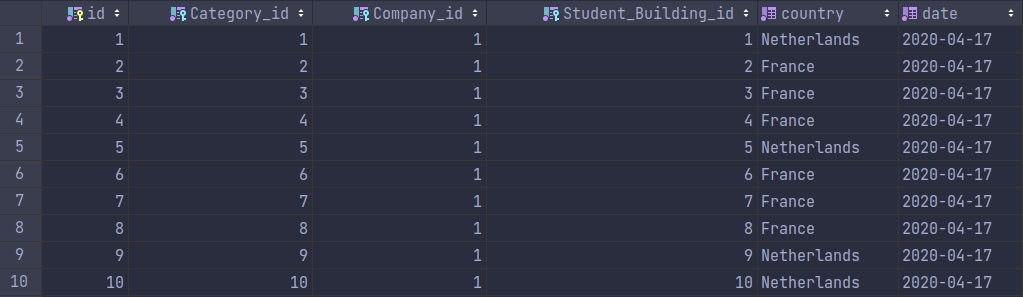 id Category_id Company_id Student_Building_id country date
1 1 1 1 1 Netherlands 2020-04-17
2 2 2 1 2 France 2020-04-17
3 3 3 1 3 France 2020-04-17
4 4 4 1 4 France 2020-04-17
5 5 5 1 5 Netherlands 2020-04-17
6 6 6 1 6 France 2020-04-17
7 7 7 1 7 France 2020-04-17
8 8 8 1 8 France 2020-04-17
9 9 9 1 9 Netherlands 2020-04-17
10 10 10 1 10 Netherlands 2020-04-17